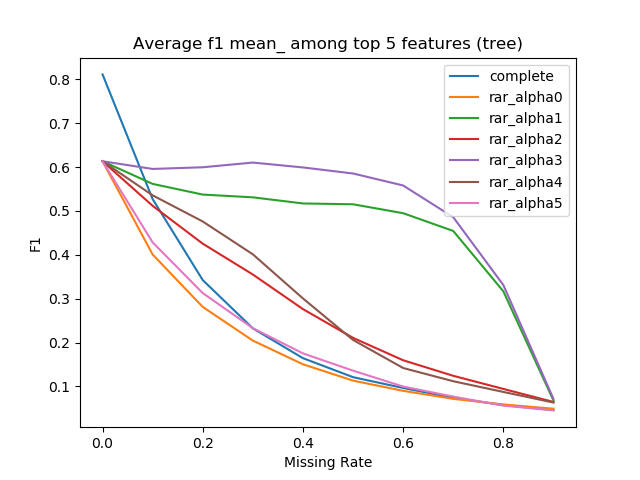 Average f1 mean_ among top 5 features (tree)
complete
rar_alpha0
rar_alpha1
rar_alpha2
rar_alpha3
rar_alpha4
rar_alpha5
F1
0.8
0.7
0.6
0.5
0.4
0.3
0.2
0.1
0.0 0.2 0.4 0.6 0.8
Missing Rate